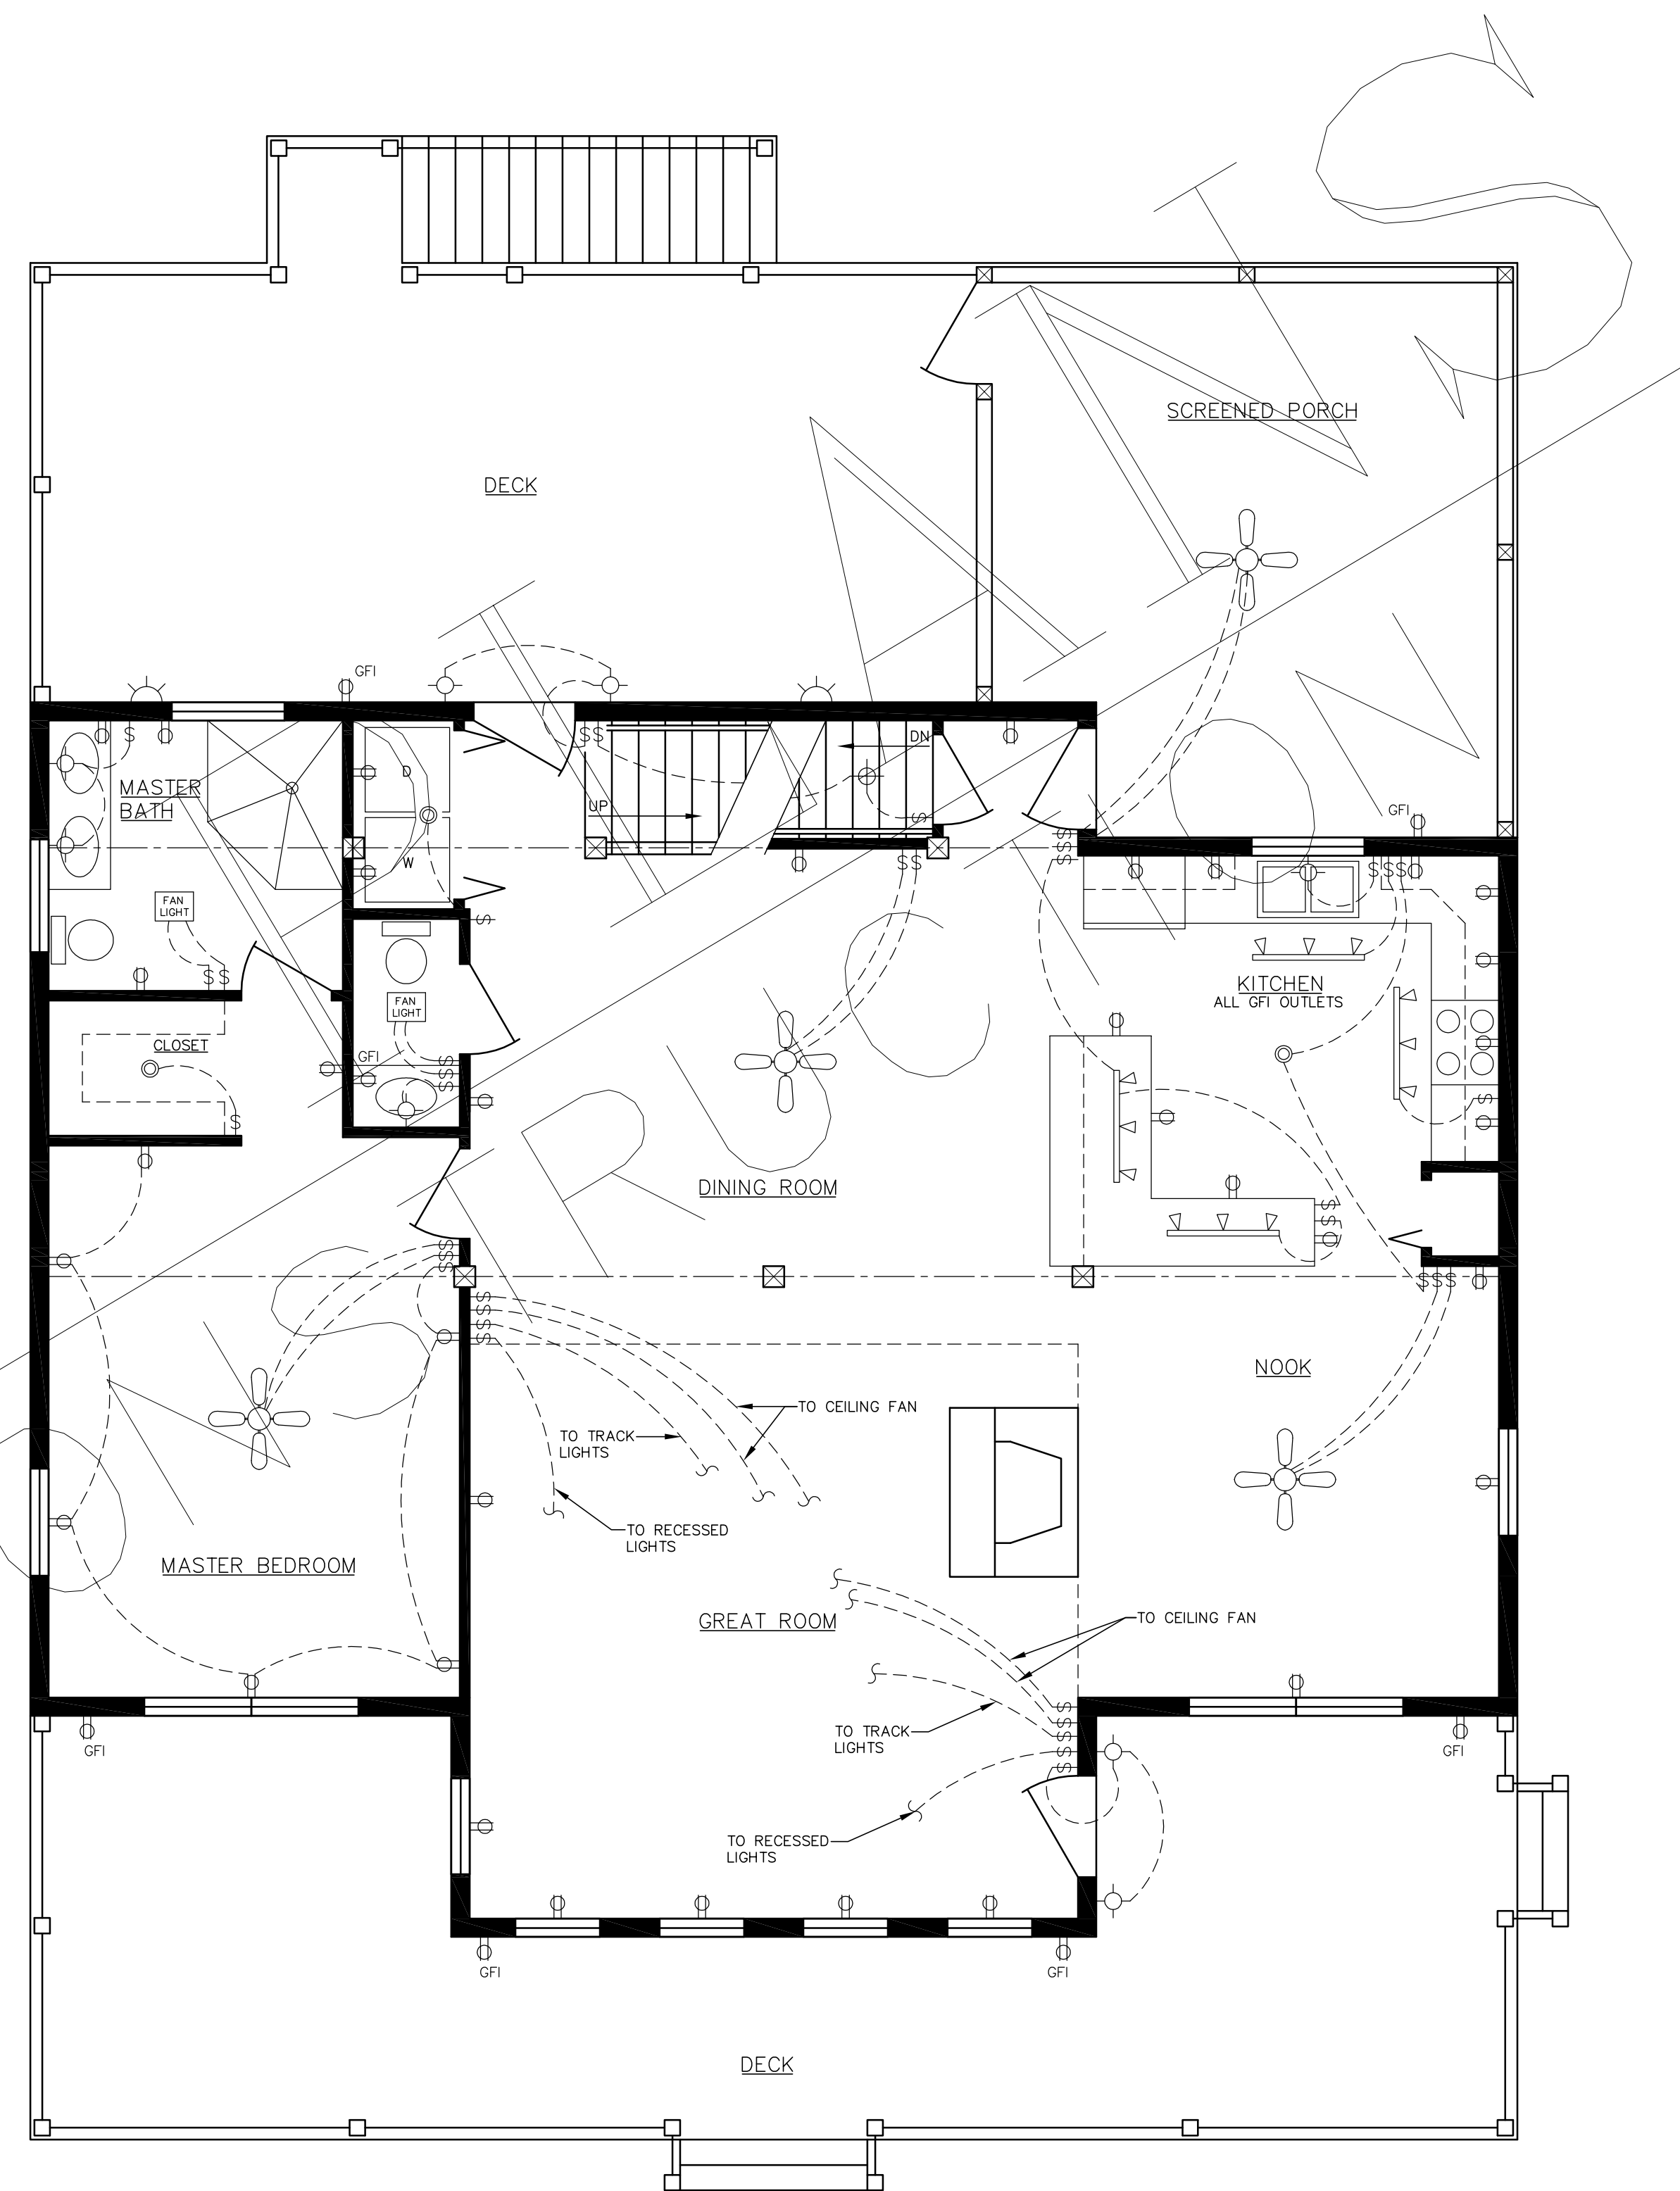 SCREENED PORCH
DECK
GFI
DN
MASTER
BATH
D
UP
W
GFI
FAN
LIGHT
KITCHEN
ALL GFI OUTLETS
FAN
LIGHT
CLOSET
GFI
DINING ROOM
NOOK
TO CEILING FAN
TO TRACK
LIGHTS
TO RECESSED
LIGHTS
MASTER BEDROOM
GREAT ROOM
TO CEILING FAN
TO TRACK
LIGHTS
GFI
GFI
TO RECESSED
LIGHTS
GFI
GFI
DECK